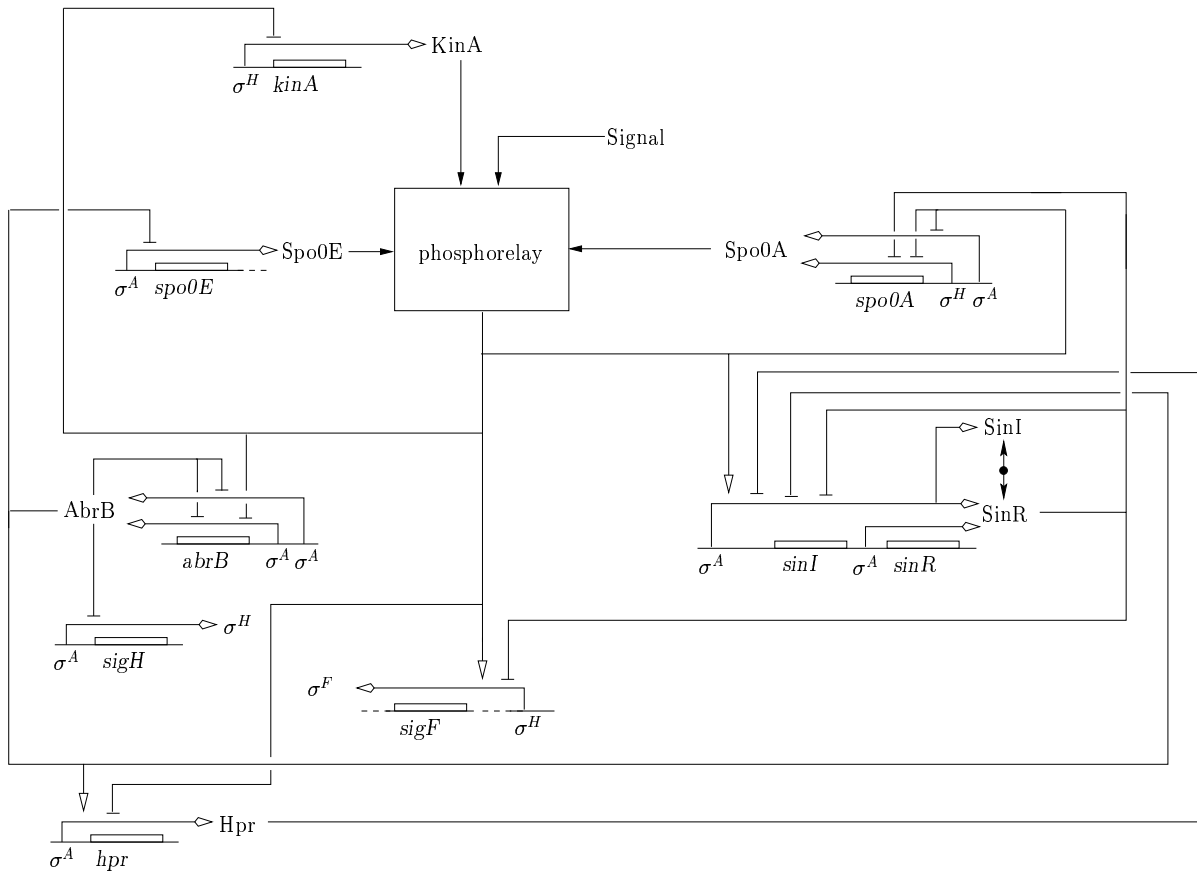 KinA
σ^H kinA
Signal
Spo0E
phosphorelay
Spo0A
σ^A spo0E
spo0A σ^H σ^A
SinI
AbrB
SinR
abrB σ^A σ^A
σ^A sinI σ^A sinR
σ^H
σ^A sigH
σ^F
sigF σ^H
Hpr
σ^A hpr